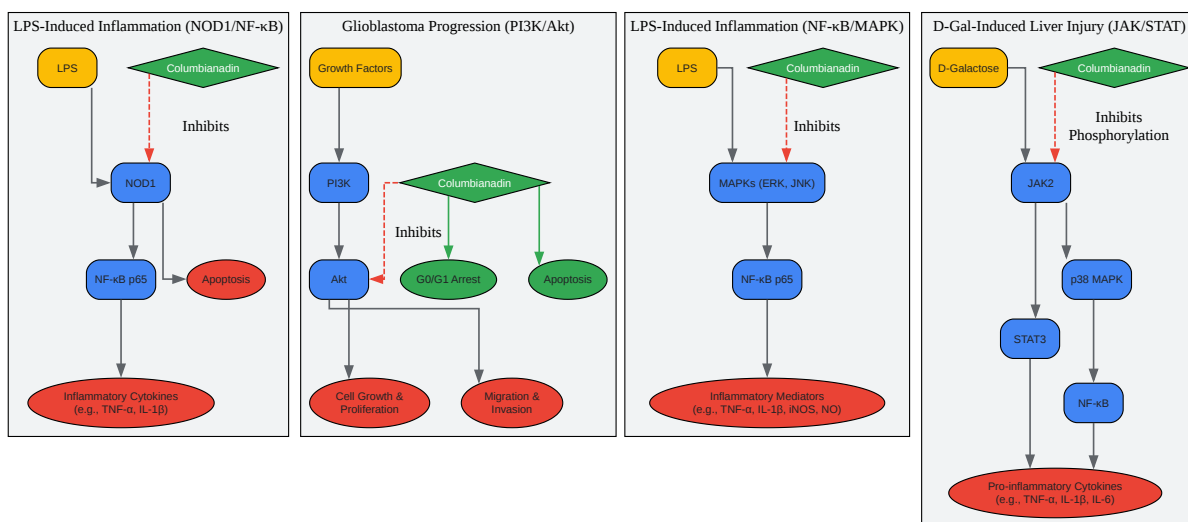 LPS-Induced Inflammation (NOD1/NF-κB)
LPS
Columbianadin
Inhibits
NOD1
NF-κB p65
Apoptosis
Inflammatory Cytokines
(e.g., TNF-α, IL-1β)
Glioblastoma Progression (PI3K/Akt)
Growth Factors
PI3K
Columbianadin
Inhibits
Akt
G0/G1 Arrest
Apoptosis
Cell Growth &
Proliferation
Migration &
Invasion
LPS-Induced Inflammation (NF-κB/MAPK)
LPS
Columbianadin
Inhibits
MAPKs (ERK, JNK)
NF-κB p65
Inflammatory Mediators
(e.g., TNF-α, IL-1β, iNOS, NO)
D-Gal-Induced Liver Injury (JAK/STAT)
D-Galactose
Columbianadin
Inhibits
Phosphorylation
JAK2
p38 MAPK
STAT3
NF-κB
Pro-inflammatory Cytokines
(e.g., TNF-α, IL-1β, IL-6)